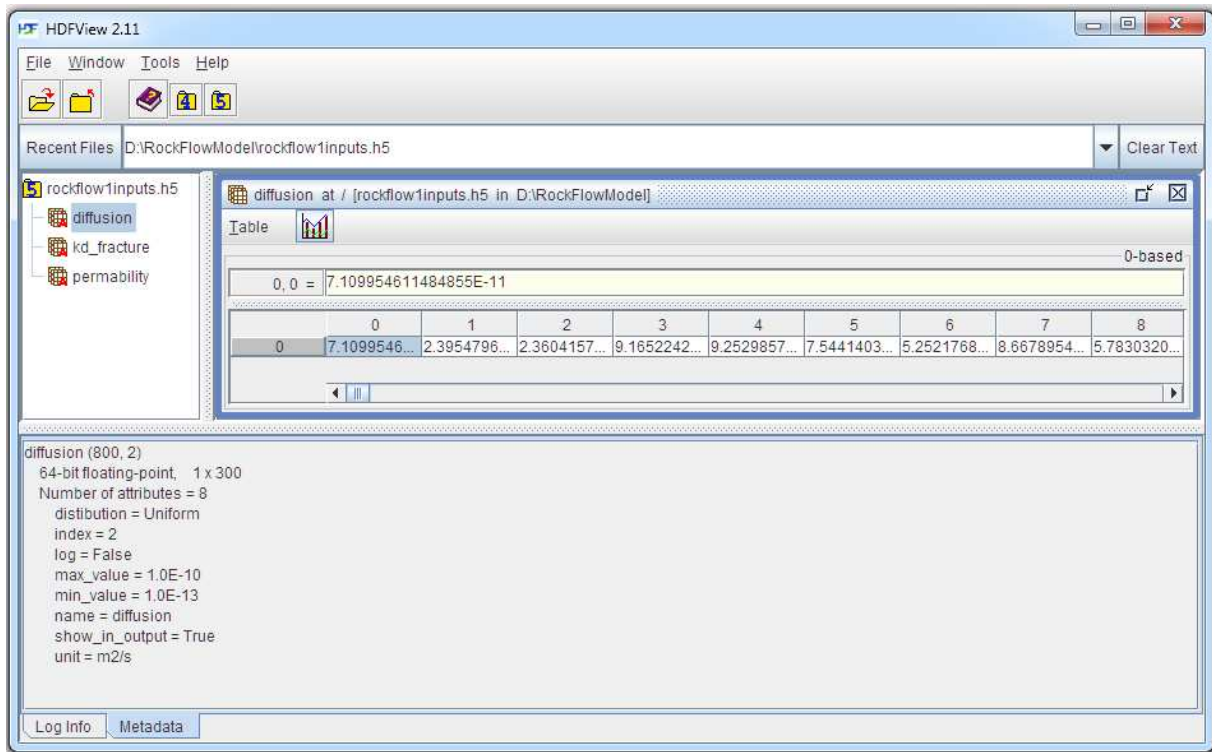 HDFView 2.11
File Window Tools Help
4 5
Recent Files D:\RockFlowModel\rockflow1inputs.h5 Clear Text
5 rockflow1inputs.h5
diffusion
kd_fracture
permability
diffusion at / [rockflow1inputs.h5 in D:\RockFlowModel]
Table
0-based
0, 0 = 7.109954611484855E-11
0 1 2 3 4 5 6 7 8
0 7.1099546... 2.3954796... 2.3604157... 9.1652242... 9.2529857... 7.5441403... 5.2521768... 8.6678954... 5.7830320...
diffusion (800, 2)
64-bit floating-point, 1 x 300
Number of attributes = 8
distibution = Uniform
index = 2
log = False
max_value = 1.0E-10
min_value = 1.0E-13
name = diffusion
show_in_output = True
unit = m2/s
Log Info Metadata